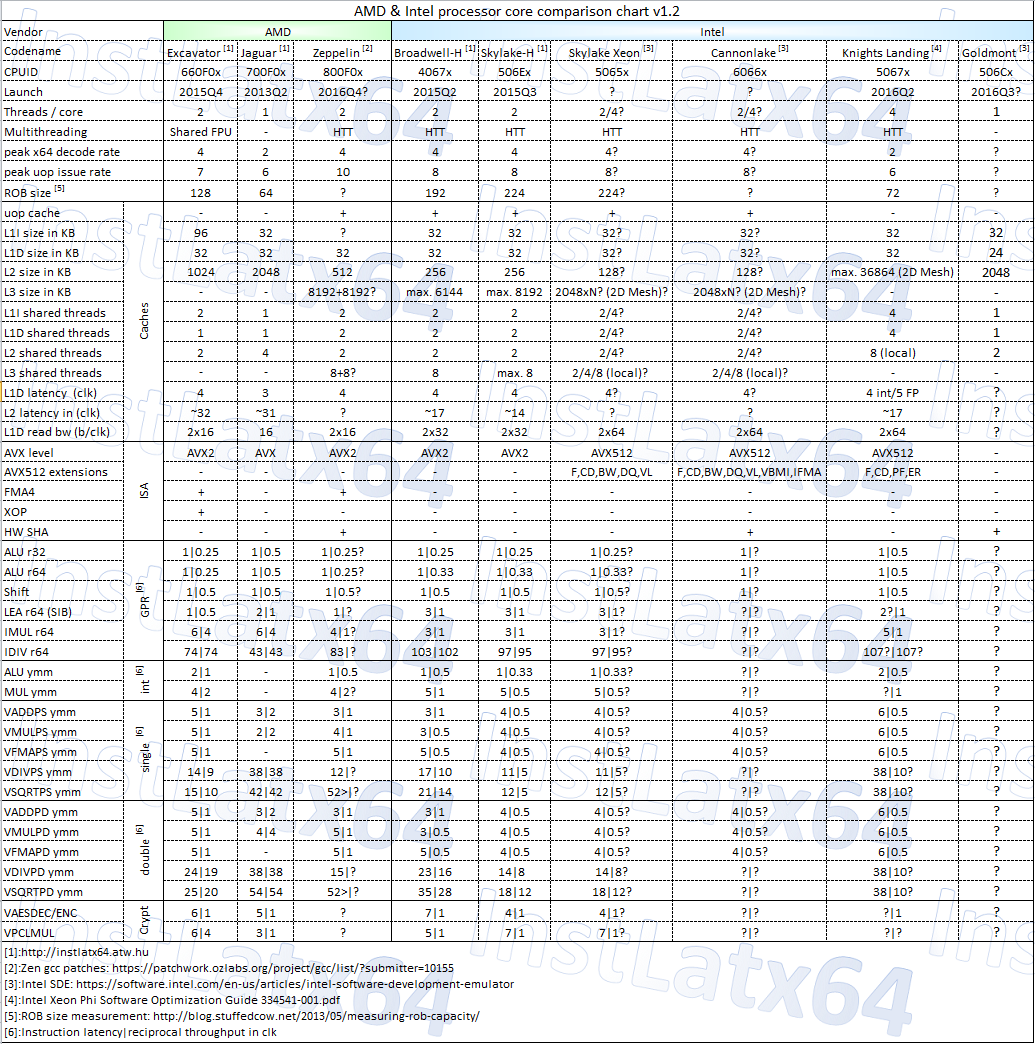 AMD & Intel processor core comparison chart v1.2
Vendor AMD Intel
Codename Excavator [1] Jaguar [1] Zeppelin [2] Broadwell-H [1] Skylake-H [1] Skylake Xeon [3] Cannonlake [3] Knights Landing [4] Goldmont [3]
CPUID 660F0x 700F0x 800F0x 4067x 506Ex 5065x 6066x 5067x 506Cx
Launch 2015Q4 2013Q2 2016Q4? 2015Q2 2015Q3 ? ? 2016Q2 2016Q3?
Threads / core 2 1 2 2 2 2/4? 2/4? 4 1
Multithreading Shared FPU - HTT HTT HTT HTT HTT HTT -
peak x64 decode rate 4 2 4 4 4 4? 4? 2 ?
peak uop issue rate 7 6 10 8 8 8? 8? 6 ?
ROB size [5] 128 64 ? 192 224 224? 72 ?
Caches
uop cache - - + + + + + - -
L1I size in KB 96 32 ? 32 32 32? 32? 32 32
L1D size in KB 32 32 32 32 32 32? 32? 32 24
L2 size in KB 1024 2048 512 256 256 128? 128? max. 36864 (2D Mesh) 2048
L3 size in KB - - 8192+8192? max. 6144 max. 8192 2048xN? (2D Mesh)? 2048xN? (2D Mesh)? - -
L1I shared threads 2 1 2 2 2 2/4? 2/4? 4 1
L1D shared threads 1 1 2 2 2 2/4? 2/4? 4 1
L2 shared threads 2 4 2 2 2 2/4? 2/4? 8 (local) 2
L3 shared threads - - 8+8? 8 max. 8 2/4/8 (local)? 2/4/8 (local)? - -
L1D latency (clk) 4 3 4 4 4 4? 4? 4 int/5 FP ?
L2 latency in (clk) ~32 ~31 ? ~17 ~14 ? ? ~17 ?
L1D read bw (b/clk) 2x16 16 2x16 2x32 2x32 2x64 2x64 2x64 ?
ISA
AVX level AVX2 AVX AVX2 AVX2 AVX2 AVX512 AVX512 AVX512 -
AVX512 extensions - - - - - F,CD,BW,DQ,VL F,CD,BW,DQ,VL,VBMI,IFMA F,CD,PF,ER -
FMA4 + - + - - - - - -
XOP + - - - - - - - -
HW SHA - - + - - - + - +
GPR [6]
ALU r32 1|0.25 1|0.5 1|0.25? 1|0.25 1|0.25 1|0.25? 1|? 1|0.5 ?
ALU r64 1|0.25 1|0.5 1|0.25? 1|0.33 1|0.33 1|0.33? 1|? 1|0.5 ?
Shift 1|0.5 1|0.5 1|0.5? 1|0.5 1|0.5 1|0.5? 1|? 1|0.5 ?
LEA r64 (SIB) 1|0.5 2|1 1|? 3|1 3|1 3|1? ?|? 2?|1 ?
IMUL r64 6|4 6|4 4|1? 3|1 3|1 3|1? ?|? 5|1 ?
IDIV r64 74|74 43|43 83|? 103|102 97|95 97|95? ?|? 107?|107? ?
int [6]
ALU ymm 2|1 - 1|0.5 1|0.5 1|0.33 1|0.33? ?|? 2|0.5 ?
MUL ymm 4|2 - 4|2? 5|1 5|0.5 5|0.5? ?|? ?|1 ?
single [6]
VADDPS ymm 5|1 3|2 3|1 3|1 4|0.5 4|0.5? 4|0.5? 6|0.5 ?
VMULPS ymm 5|1 2|2 4|1 3|0.5 4|0.5 4|0.5? 4|0.5? 6|0.5 ?
VFMAPS ymm 5|1 - 5|1 5|0.5 4|0.5 4|0.5? 4|0.5? 6|0.5 ?
VDIVPS ymm 14|9 38|38 12|? 17|10 11|5 11|5? ?|? 38|10? ?
VSQRTPS ymm 15|10 42|42 52>|? 21|14 12|5 12|5? ?|? 38|10? ?
double [6]
VADDPD ymm 5|1 3|2 3|1 3|1 4|0.5 4|0.5? 4|0.5? 6|0.5 ?
VMULPD ymm 5|1 4|4 5|1 3|0.5 4|0.5 4|0.5? 4|0.5? 6|0.5 ?
VFMAPD ymm 5|1 - 5|1 5|0.5 4|0.5 4|0.5? 4|0.5? 6|0.5 ?
VDIVPD ymm 24|19 38|38 15|? 23|16 14|8 14|8? ?|? 38|10? ?
VSQRTPD ymm 25|20 54|54 52>|? 35|28 18|12 18|12? ?|? 38|10? ?
Crypt
VAESDEC/ENC 6|1 5|1 ? 7|1 4|1 4|1? ?|? ?|1 ?
VPCLMUL 6|4 3|1 ? 5|1 7|1 7|1? ?|? ?|? ?
[1]:http://instlatx64.atw.hu
[2]:Zen gcc patches: https://patchwork.ozlabs.org/project/gcc/list/?submitter=10155
[3]:Intel SDE: https://software.intel.com/en-us/articles/intel-software-development-emulator
[4]:Intel Xeon Phi Software Optimization Guide 334541-001.pdf
[5]:ROB size measurement: http://blog.stuffedcow.net/2013/05/measuring-rob-capacity/
[6]:Instruction latency|reciprocal throughput in clk
InstLatx64